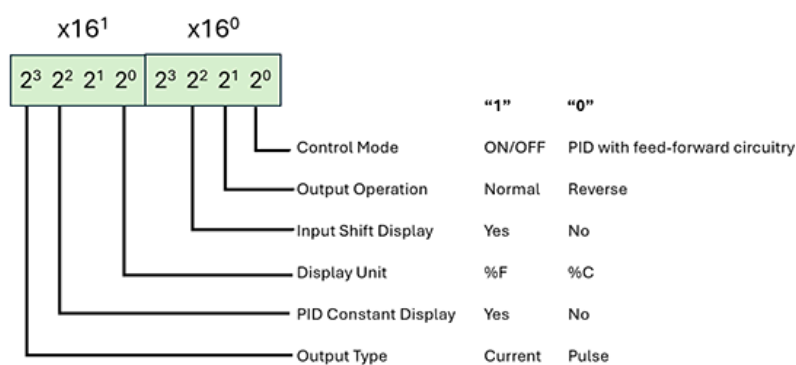 x16¹ x16⁰
2³ 2² 2¹ 2⁰ 2³ 2² 2¹ 2⁰
“1” “0”
Control Mode ON/OFF PID with feed-forward circuitry
Output Operation Normal Reverse
Input Shift Display Yes No
Display Unit %F %C
PID Constant Display Yes No
Output Type Current Pulse